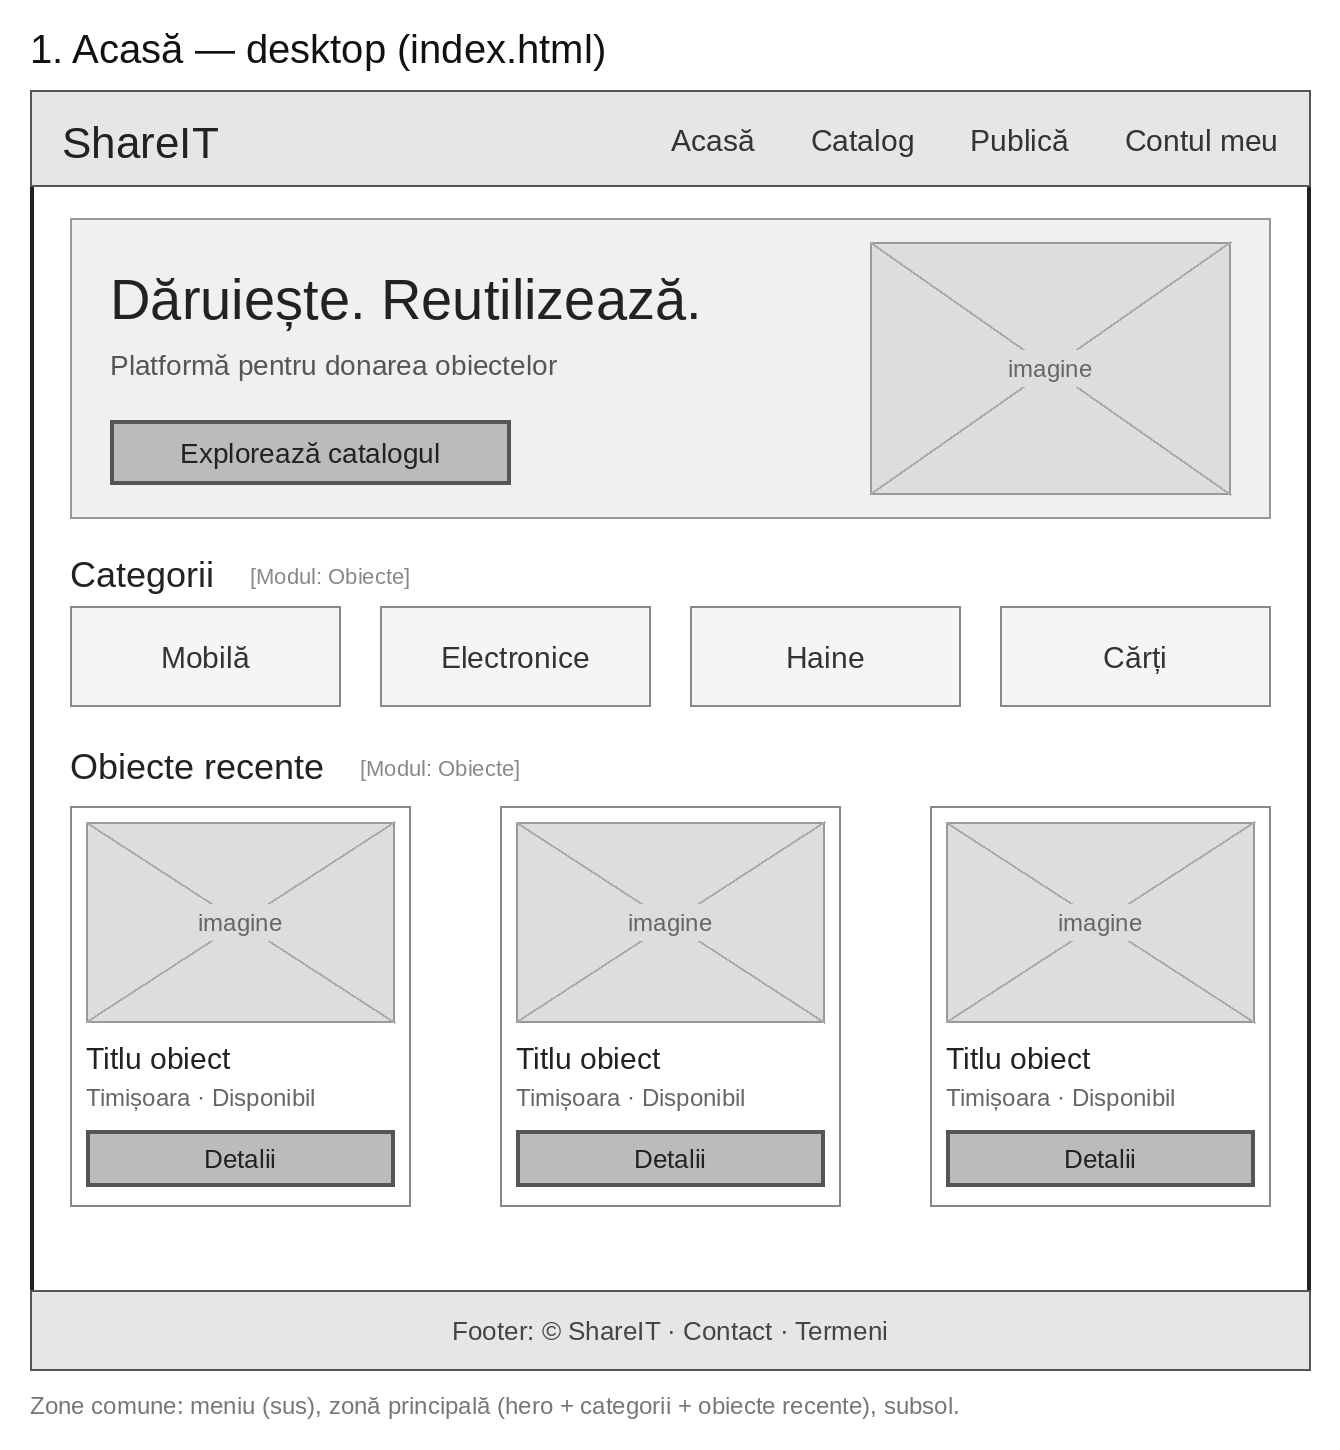 1. Acasă — desktop (index.html)
ShareIT
Acasă Catalog Publică Contul meu
Dăruiește. Reutilizează.
Platformă pentru donarea obiectelor
Explorează catalogul
imagine
Categorii [Modul: Obiecte]
Mobilă Electronice Haine Cărți
Obiecte recente [Modul: Obiecte]
imagine
Titlu obiect
Timișoara · Disponibil
Detalii
imagine
Titlu obiect
Timișoara · Disponibil
Detalii
imagine
Titlu obiect
Timișoara · Disponibil
Detalii
Footer: © ShareIT · Contact · Termeni
Zone comune: meniu (sus), zonă principală (hero + categorii + obiecte recente), subsol.